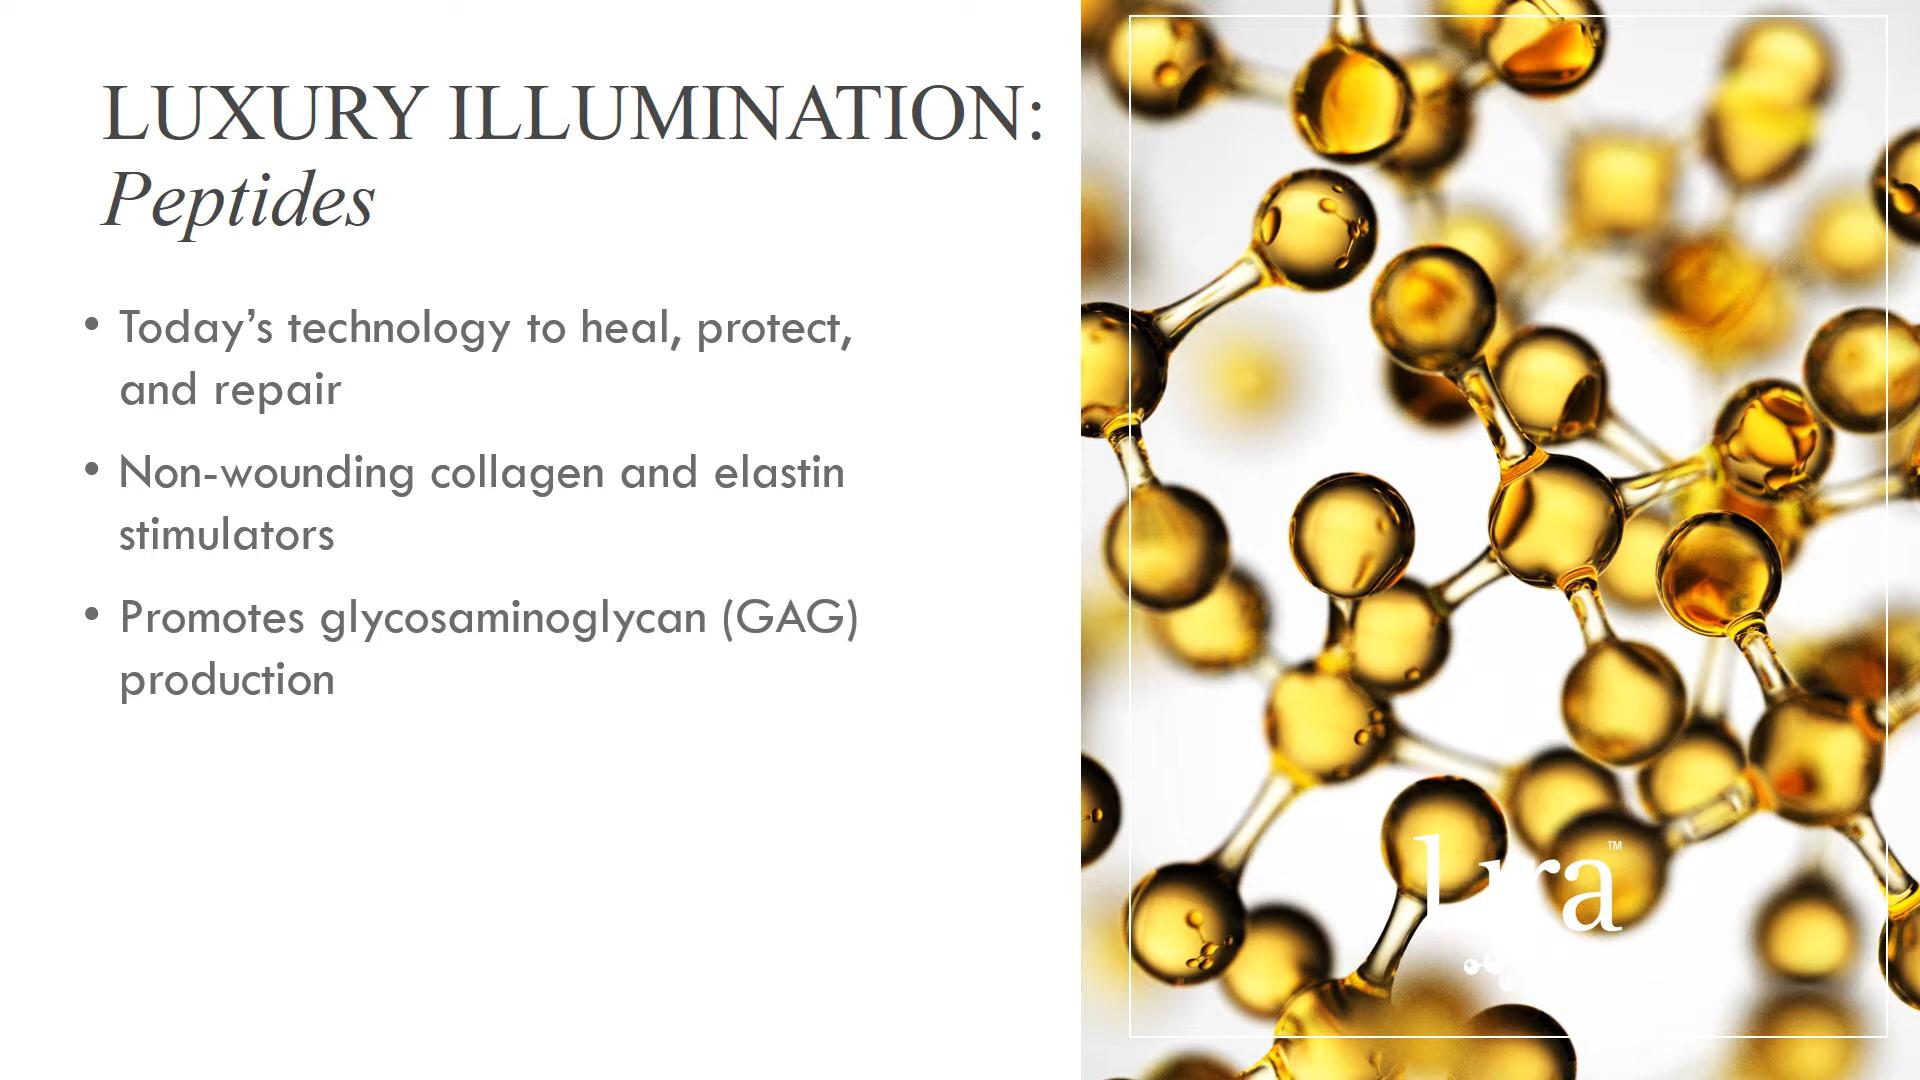 LUXURY ILLUMINATION:
Peptides
• Today’s technology to heal, protect,
and repair
• Non-wounding collagen and elastin
stimulators
• Promotes glycosaminoglycan (GAG)
production
Lira™